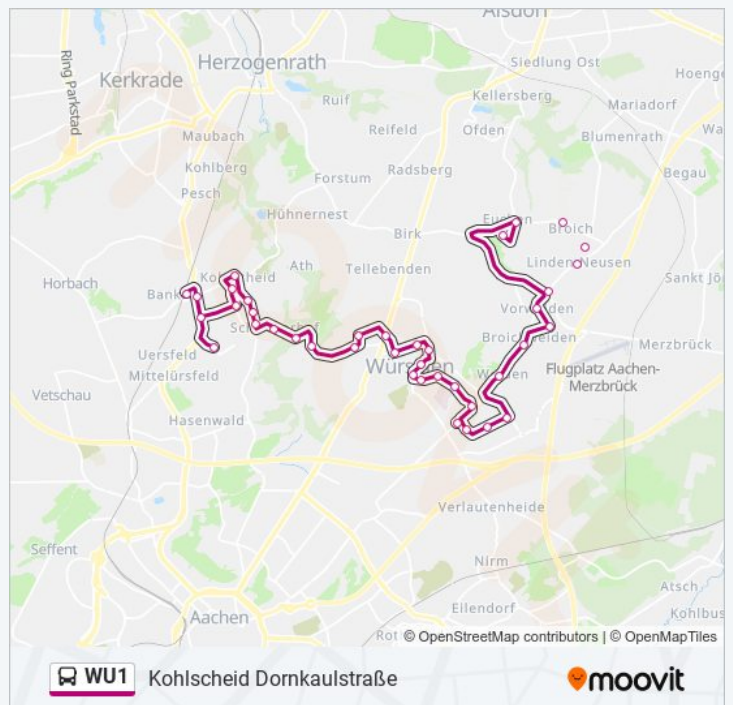 Alsdorf
Herzogenrath
Siedlung Ost
Kerkrade
Ring Parkstad
Hoenge
Kellersberg
Ruif
Mariadorf
Maubach
Reifeld
Ofden
Blumenrath
Wa
Kohlberg
Radsberg
Begau
Forstum
Pesch
Hühnernest
Euchen
Broich
Birk
Linden-Neusen
Ath
Tellebenden
Kohlscheid
Sankt Jö
Horbach
Bank
Vorweiden
Broichweiden
Merzbrück
Uersfeld
Würselen
Mittelürsfeld
Weiden
Flugplatz Aachen-
Merzbrück
Vetschau
Hasenwald
Verlautenheide
Seffent
Nirm
Atsch
Aachen
Eilendorf
Kohlbus
Rot
© OpenStreetMap contributors | © OpenMapTiles
WU1 Kohlscheid Dornkaulstraße
moovit